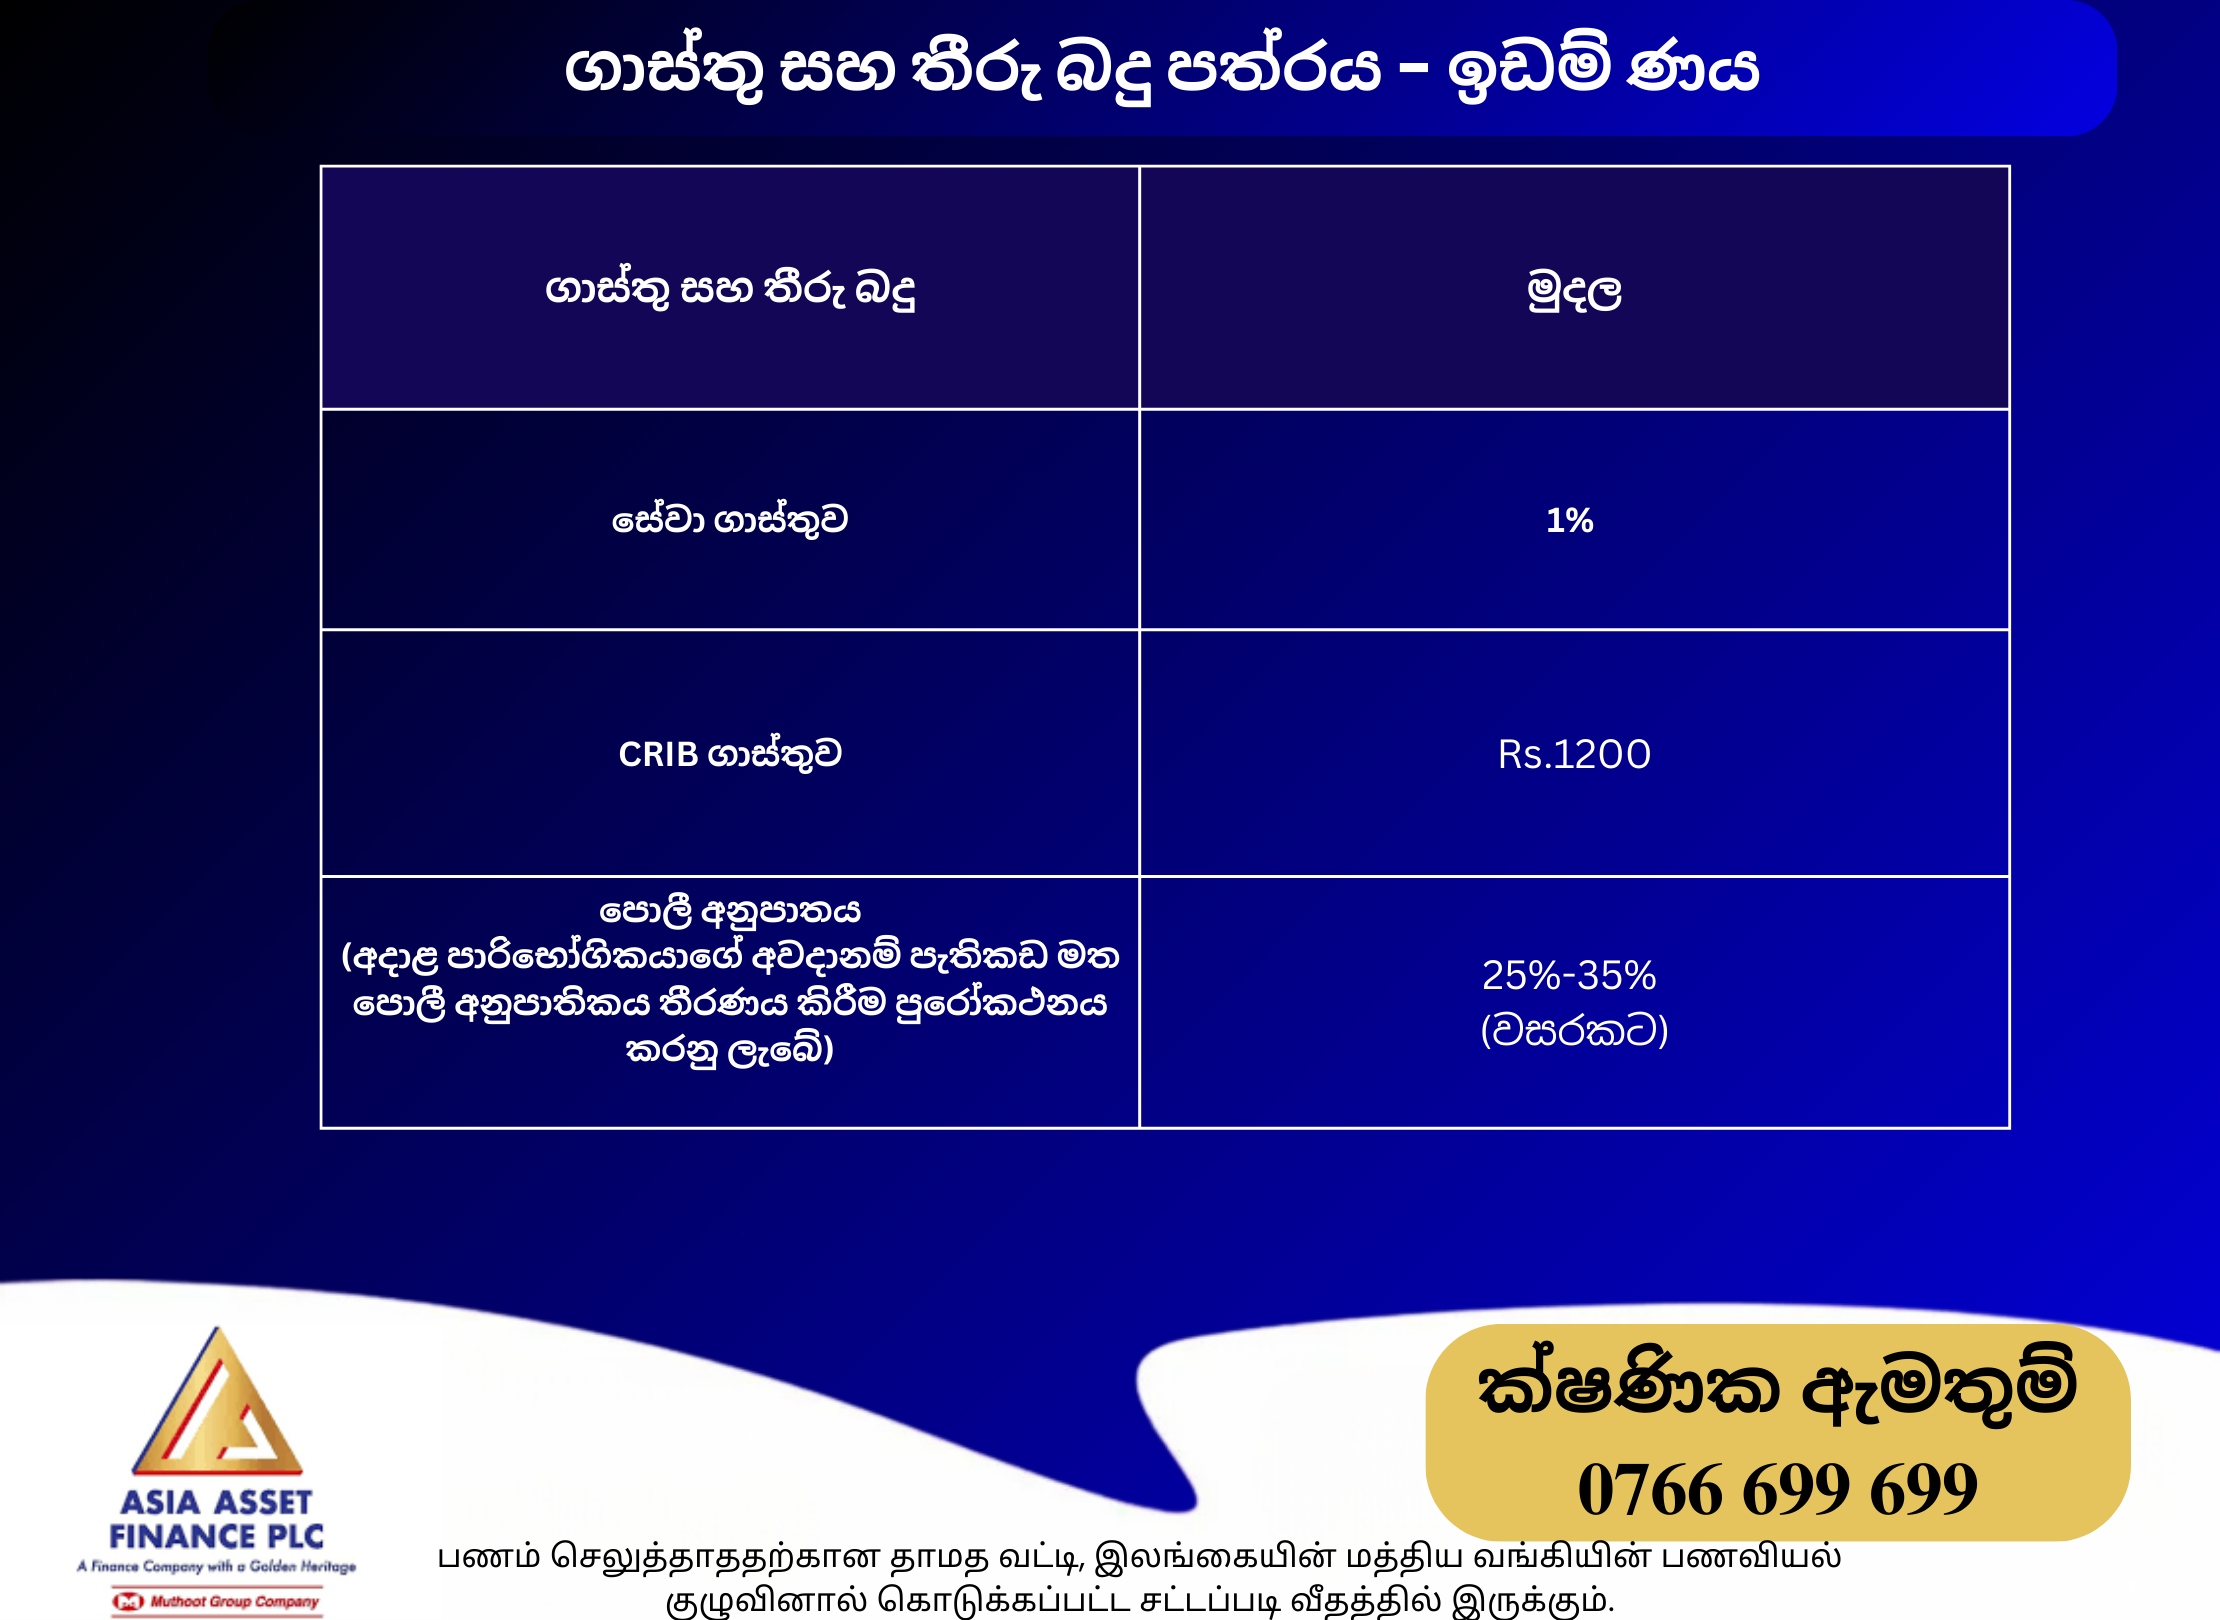 ගාස්තු සහ තීරු බදු පත්රය - ඉඩම් ණය
ගාස්තු සහ තීරු බදු
මුදල
සේවා ගාස්තුව
1%
CRIB ගාස්තුව
Rs.1200
පොලී අනුපාතය
(අදාළ පාරිභෝගිකයාගේ අවදානම් පැතිකඩ මත
පොලී අනුපාතිකය තීරණය කිරීම පුරෝකථනය
කරනු ලැබේ)
25%-35%
(වසරකට)
ක්ෂණික ඇමතුම්
0766 699 699
ASIA ASSET
FINANCE PLC
A Finance Company with a Golden Heritage
Muthoot Group Company
பணம் செலுத்தாததற்கான தாமத வட்டி, இலங்கையின் மத்திய வங்கியின் பணவியல்
குழுவினால் கொடுக்கப்பட்ட சட்டப்படி வீதத்தில் இருக்கும்.